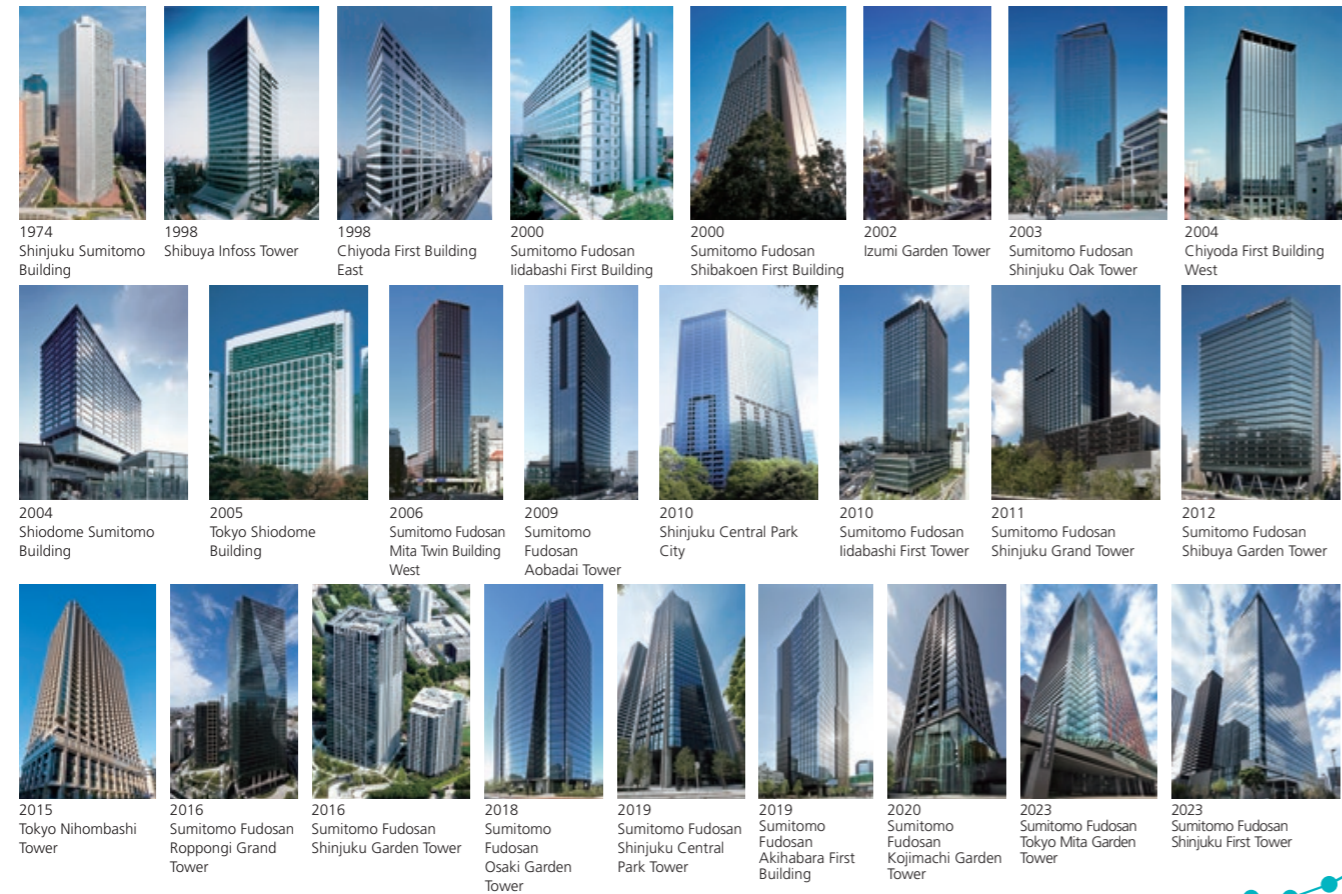 1974
Shinjuku Sumitomo
Building
1998
Shibuya Infoss Tower
1998
Chiyoda First Building
East
2000
Sumitomo Fudosan
Iidabashi First Building
2000
Sumitomo Fudosan
Shibakoen First Building
2002
Izumi Garden Tower
2003
Sumitomo Fudosan
Shinjuku Oak Tower
2004
Chiyoda First Building
West
2004
Shiodome Sumitomo
Building
2005
Tokyo Shiodome
Building
2006
Sumitomo Fudosan
Mita Twin Building
West
2009
Sumitomo
Fudosan
Aobadai Tower
2010
Shinjuku Central Park
City
2010
Sumitomo Fudosan
Iidabashi First Tower
2011
Sumitomo Fudosan
Shinjuku Grand Tower
2012
Sumitomo Fudosan
Shibuya Garden Tower
2015
Tokyo Nihombashi
Tower
2016
Sumitomo Fudosan
Roppongi Grand
Tower
2016
Sumitomo Fudosan
Shinjuku Garden Tower
2018
Sumitomo
Fudosan
Osaki Garden
Tower
2019
Sumitomo Fudosan
Shinjuku Central
Park Tower
2019
Sumitomo
Fudosan
Akihabara First
Building
2020
Sumitomo
Fudosan
Kojimachi Garden
Tower
2023
Sumitomo Fudosan
Tokyo Mita Garden
Tower
2023
Sumitomo Fudosan
Shinjuku First Tower